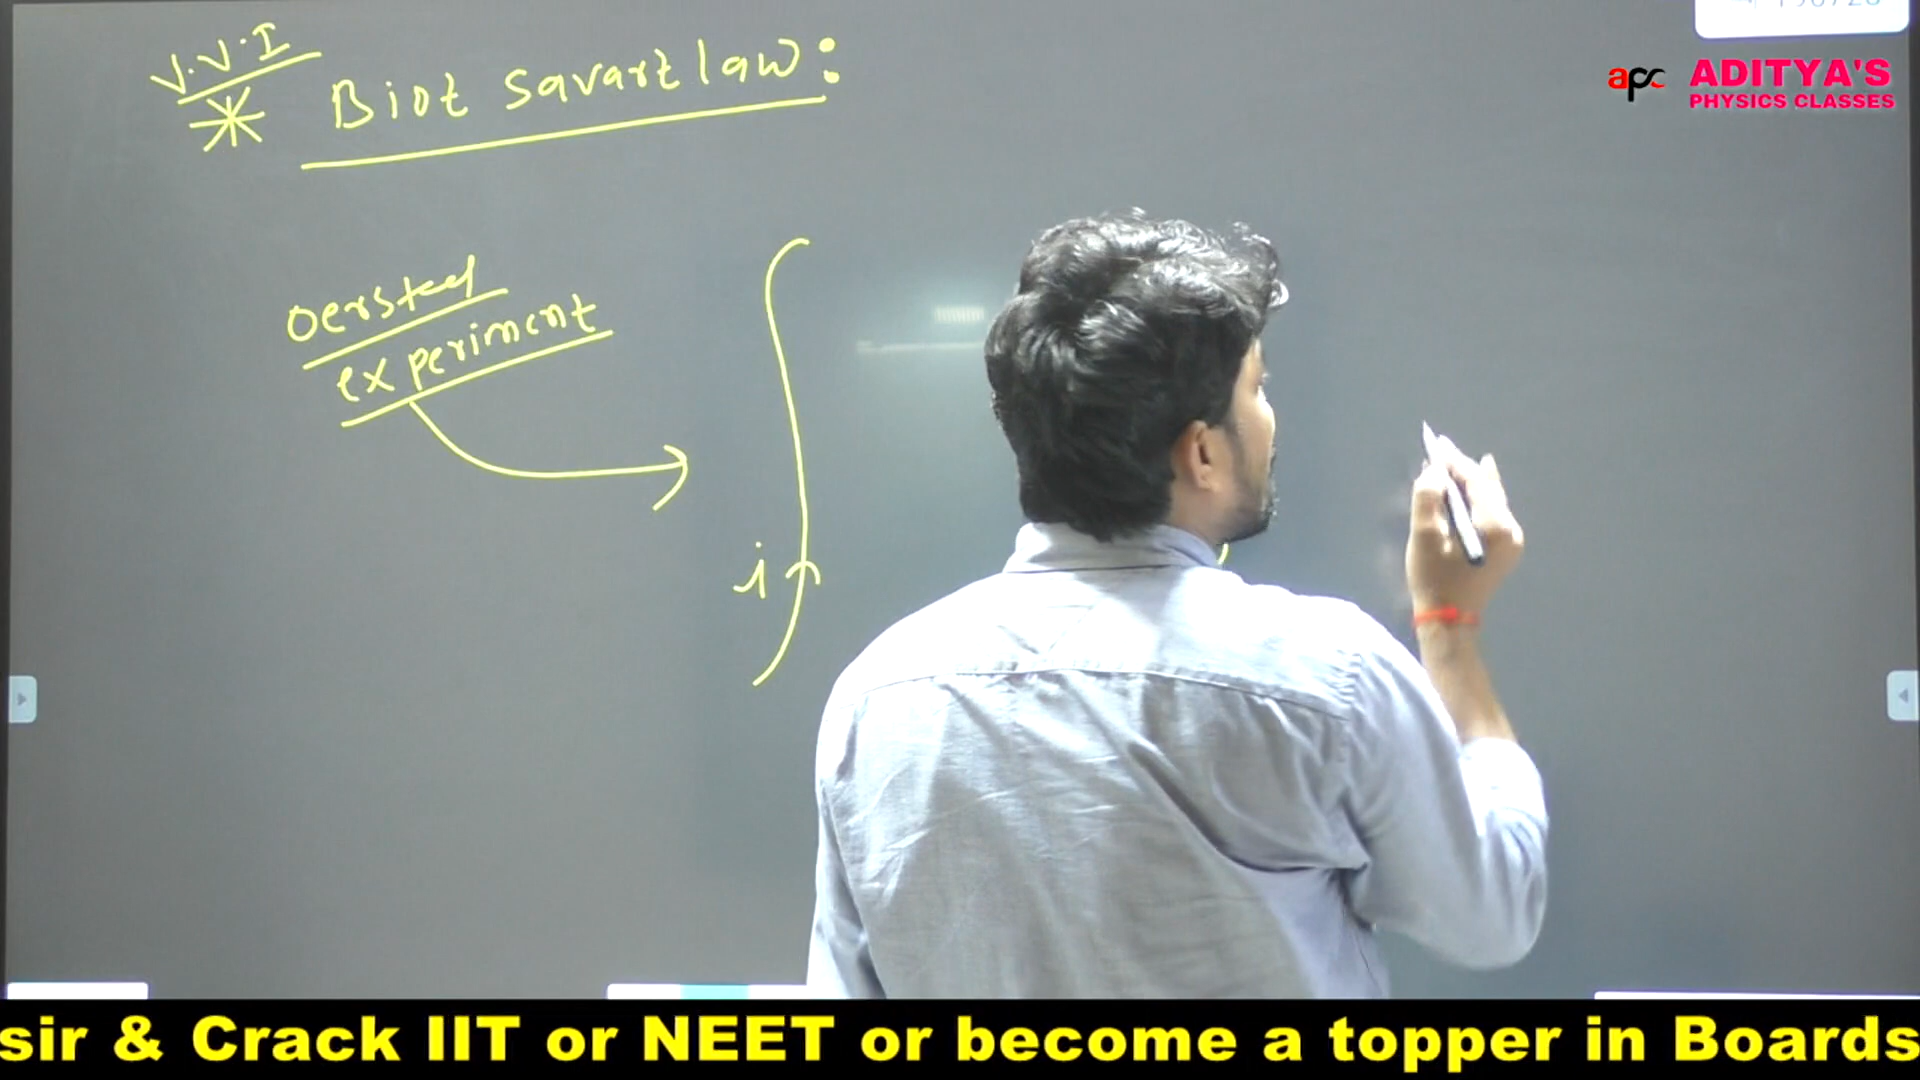 V.V.I
Biot savart law:
ADITYA'S
apc
PHYSICS CLASSES
oersted
experiment
i
sir & Crack IIT or NEET or become a topper in Boards